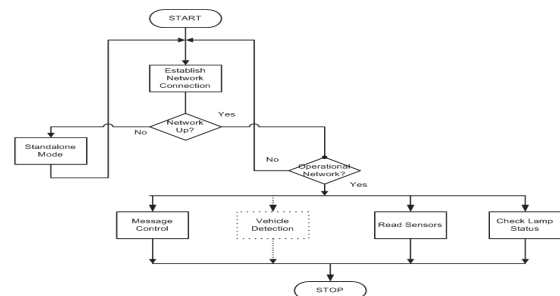 START
Establish
Network
Connection
Network
Up?
Yes
No
Standalone
Mode
No
Operational
Network?
Yes
Message
Control
Vehicle
Detection
Read Sensors
Check Lamp
Status
STOP